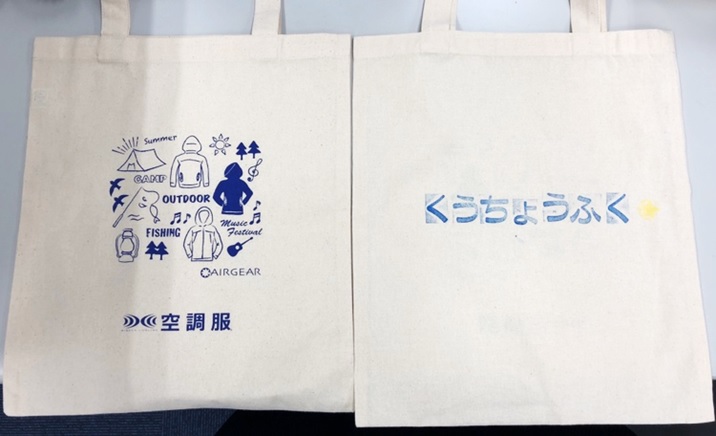 Summer
CAMP
OUTDOOR
FISHING
Music
Festival
AIRGEAR
空調服
くうちょうふく